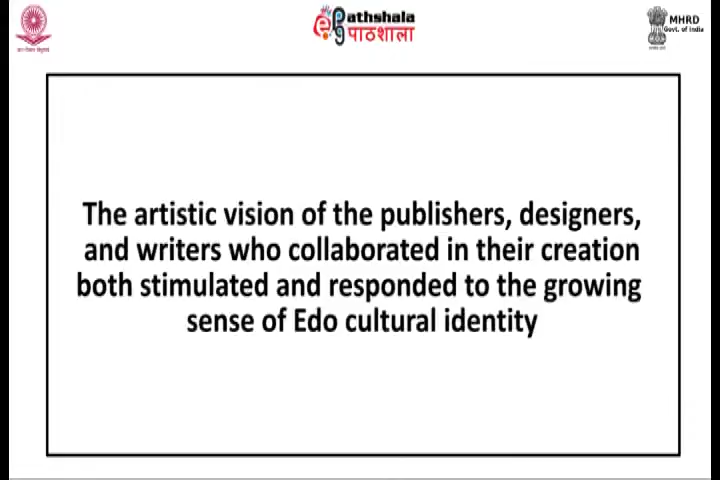 ePathshala
पाठशाला
MHRD
Govt. of India
The artistic vision of the publishers, designers,
and writers who collaborated in their creation
both stimulated and responded to the growing
sense of Edo cultural identity